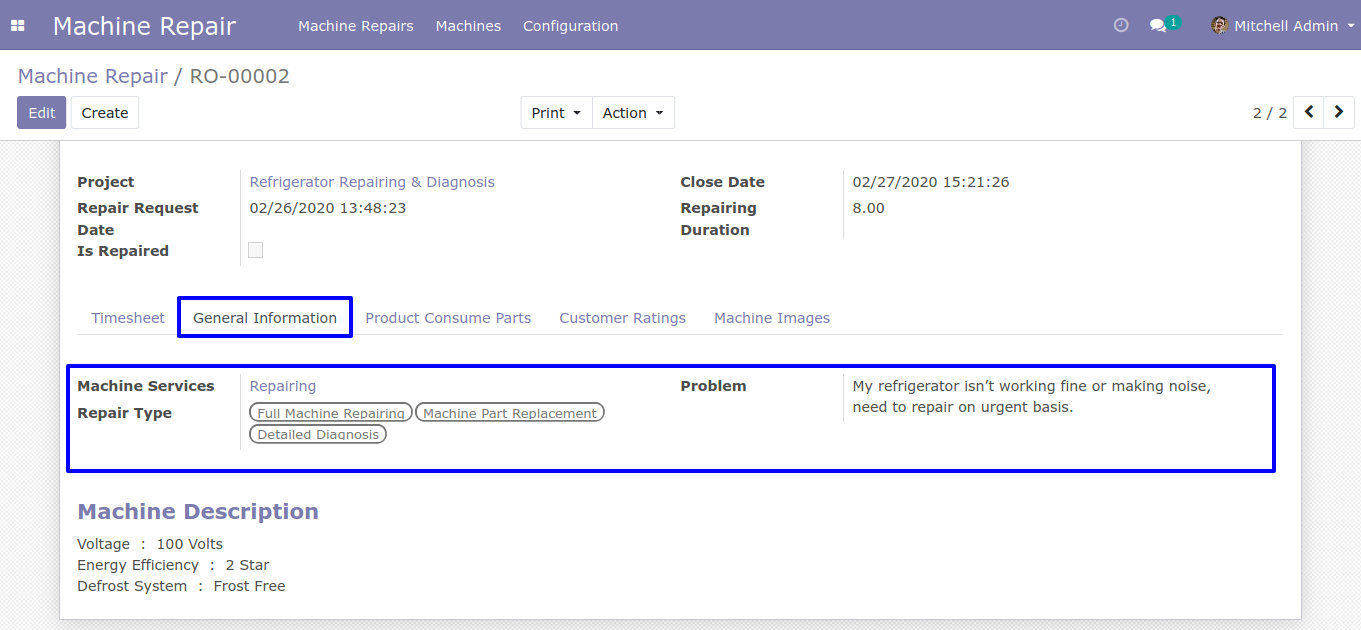 Machine Repair Machine Repairs Machines Configuration 1 Mitchell Admin
Machine Repair / RO-00002
Edit Create Print Action 2 / 2
Project Refrigerator Repairing & Diagnosis Close Date 02/27/2020 15:21:26
Repair Request 02/26/2020 13:48:23 Repairing 8.00
Date Duration
Is Repaired
Timesheet General Information Product Consume Parts Customer Ratings Machine Images
Machine Services Repairing Problem My refrigerator isn’t working fine or making noise,
Repair Type Full Machine Repairing Machine Part Replacement need to repair on urgent basis.
Detailed Diagnosis
Machine Description
Voltage : 100 Volts
Energy Efficiency : 2 Star
Defrost System : Frost Free